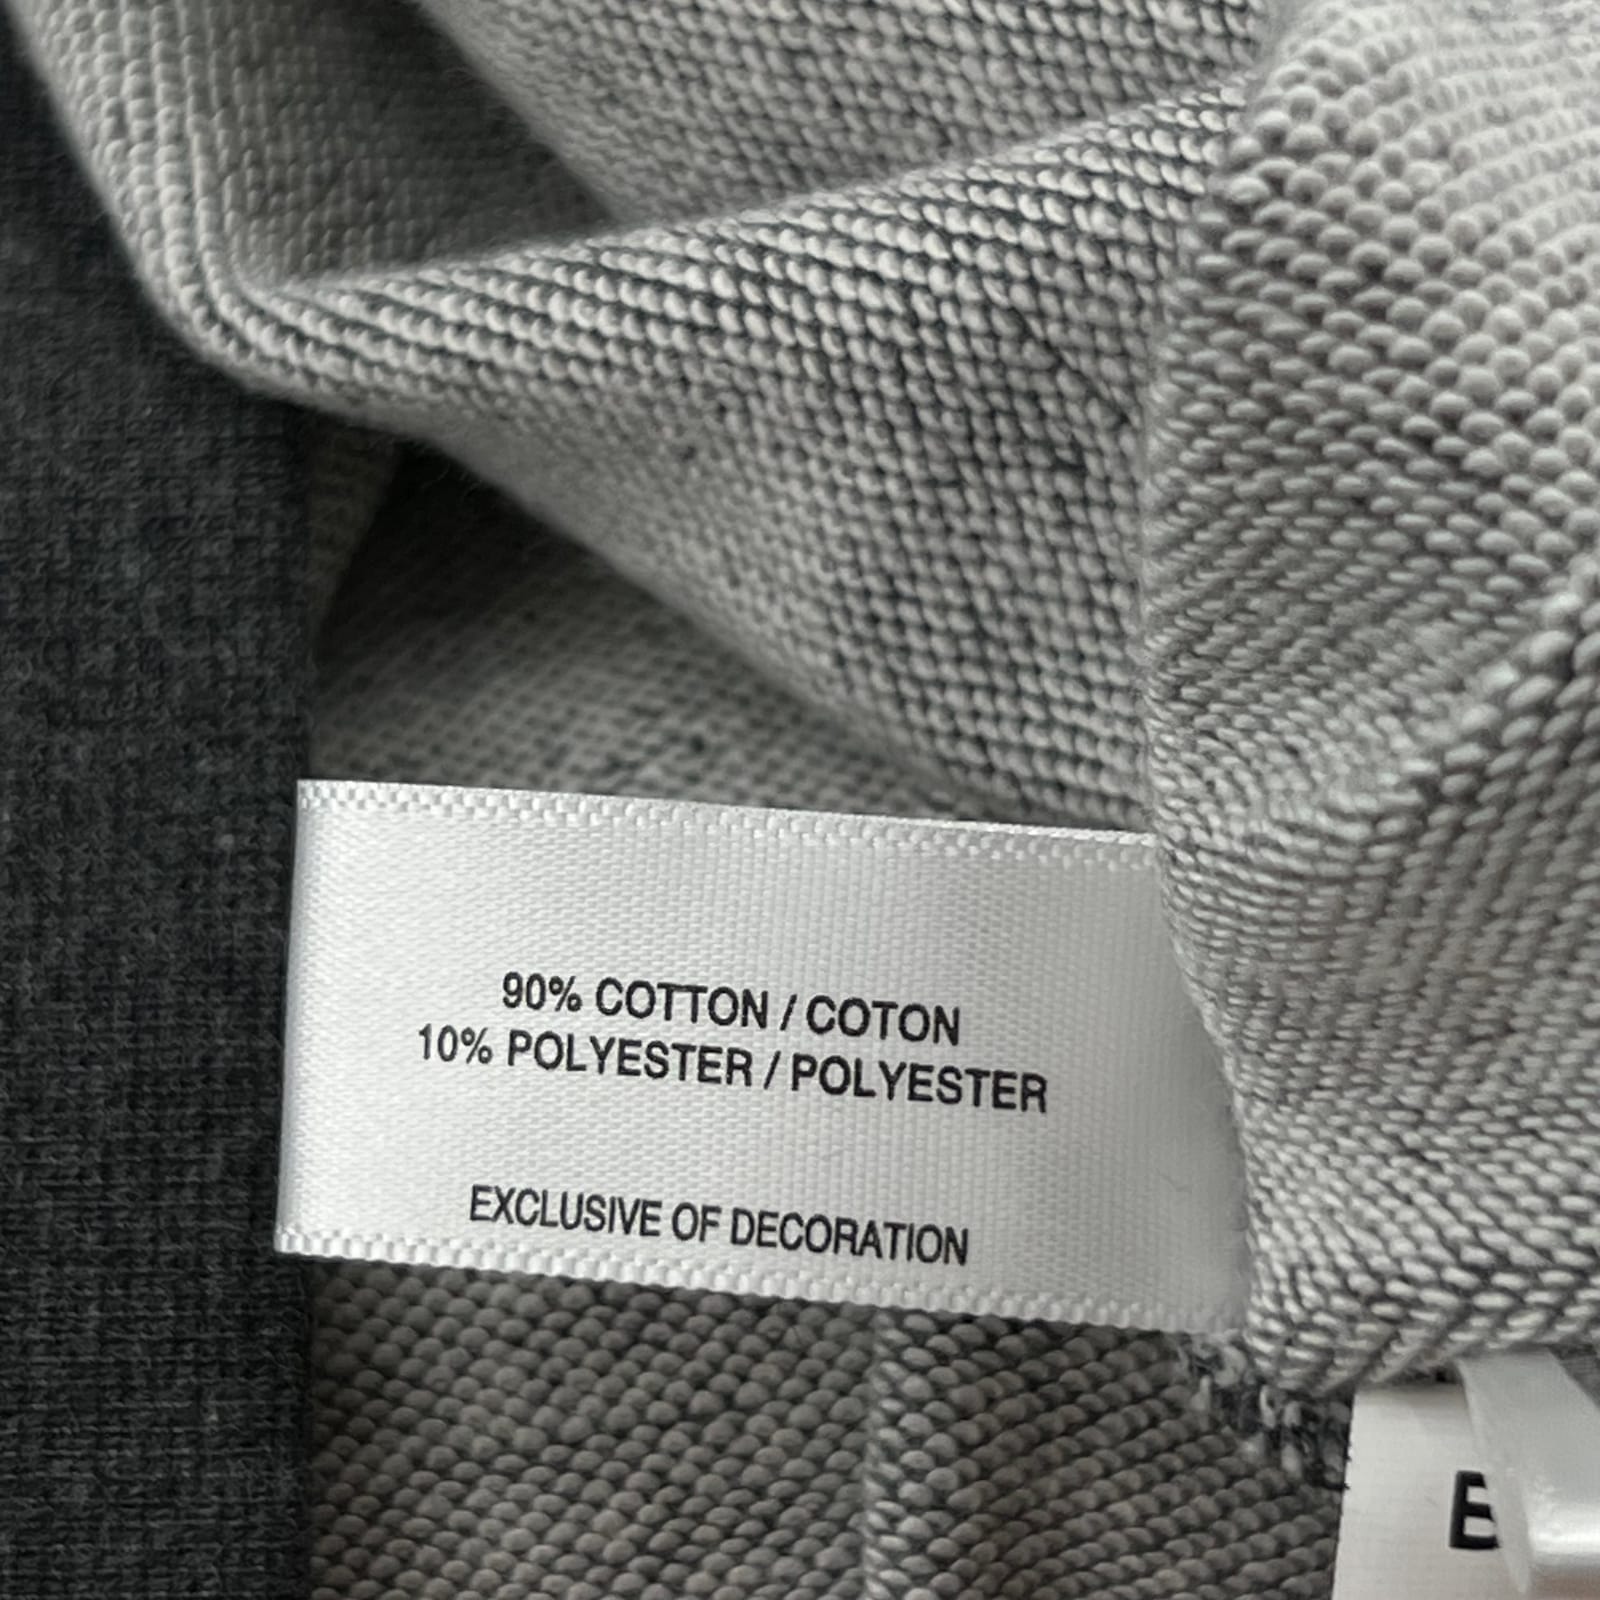 90% COTTON / COTON
10% POLYESTER / POLYESTER
EXCLUSIVE OF DECORATION